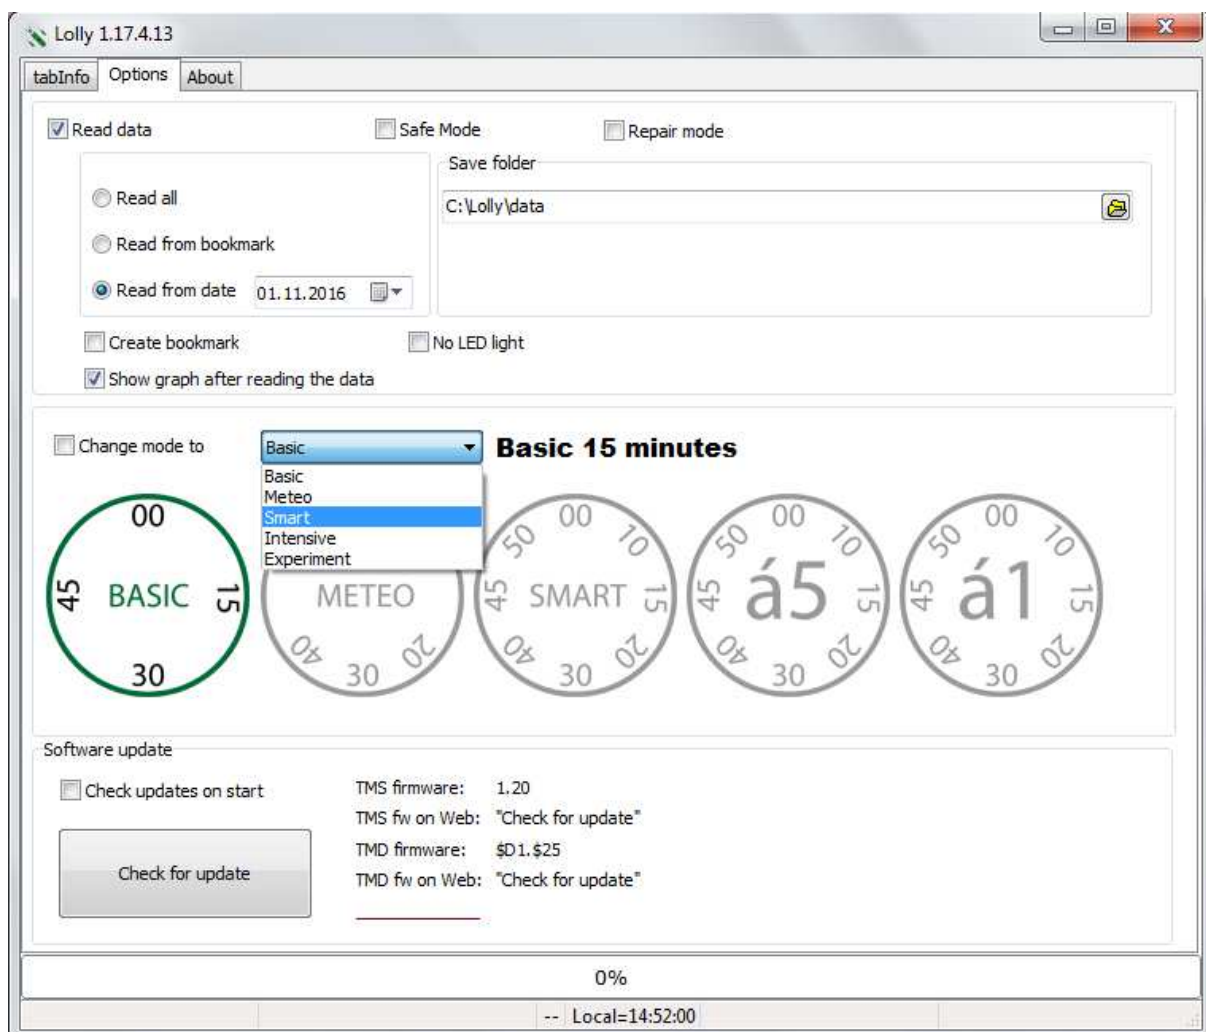 Lolly 1.17.4.13
tabInfo Options About
Read data Safe Mode Repair mode
Save folder
Read all C:\Lolly\data
Read from bookmark
Read from date 01.11.2016
Create bookmark No LED light
Show graph after reading the data
Change mode to Basic Basic 15 minutes
Basic
Meteo
Smart
Intensive
Experiment
00 15 30 45 BASIC
METEO 20 30 40
00 10 15 20 30 40 45 50 SMART
00 10 15 20 30 40 45 50 á5
00 10 15 20 30 40 45 50 á1
Software update
Check updates on start
Check for update
TMS firmware: 1.20
TMS fw on Web: "Check for update"
TMD firmware: $D1.$25
TMD fw on Web: "Check for update"
0%
-- Local=14:52:00